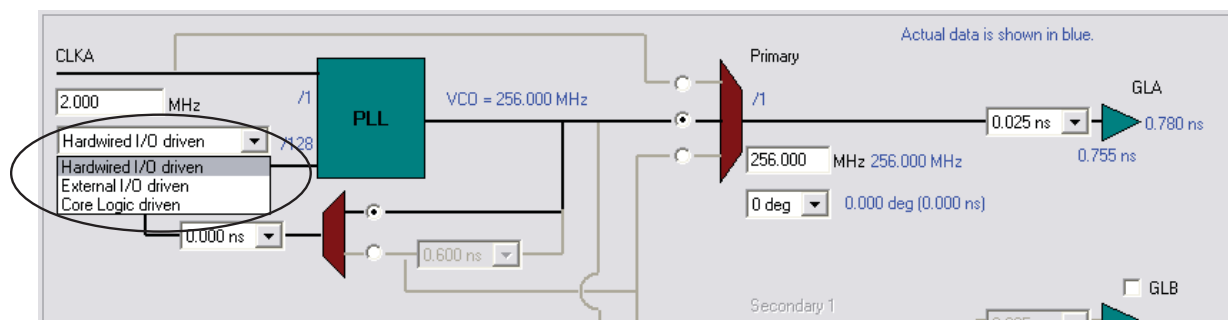 Actual data is shown in blue.
CLKA
Primary
2.000 MHz
/1
PLL
VCO = 256.000 MHz
/1
GLA
Hardwired I/O driven
/128
0.025 ns
0.780 ns
0.755 ns
Hardwired I/O driven
External I/O driven
Core Logic driven
256.000 MHz 256.000 MHz
0 deg
0.000 deg (0.000 ns)
0.000 ns
0.600 ns
GLB
Secondary 1